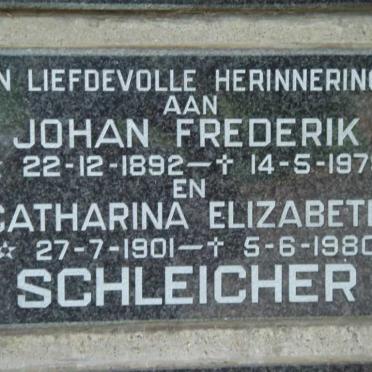 N LIEFDEVOLLE HERINNERING
AAN
JOHAN FREDERIK
22-12-1892–✝ 14-5-197
EN
CATHARINA ELIZABETH
☆ 27-7-1901–✝ 5-6-1980
SCHLEICHER